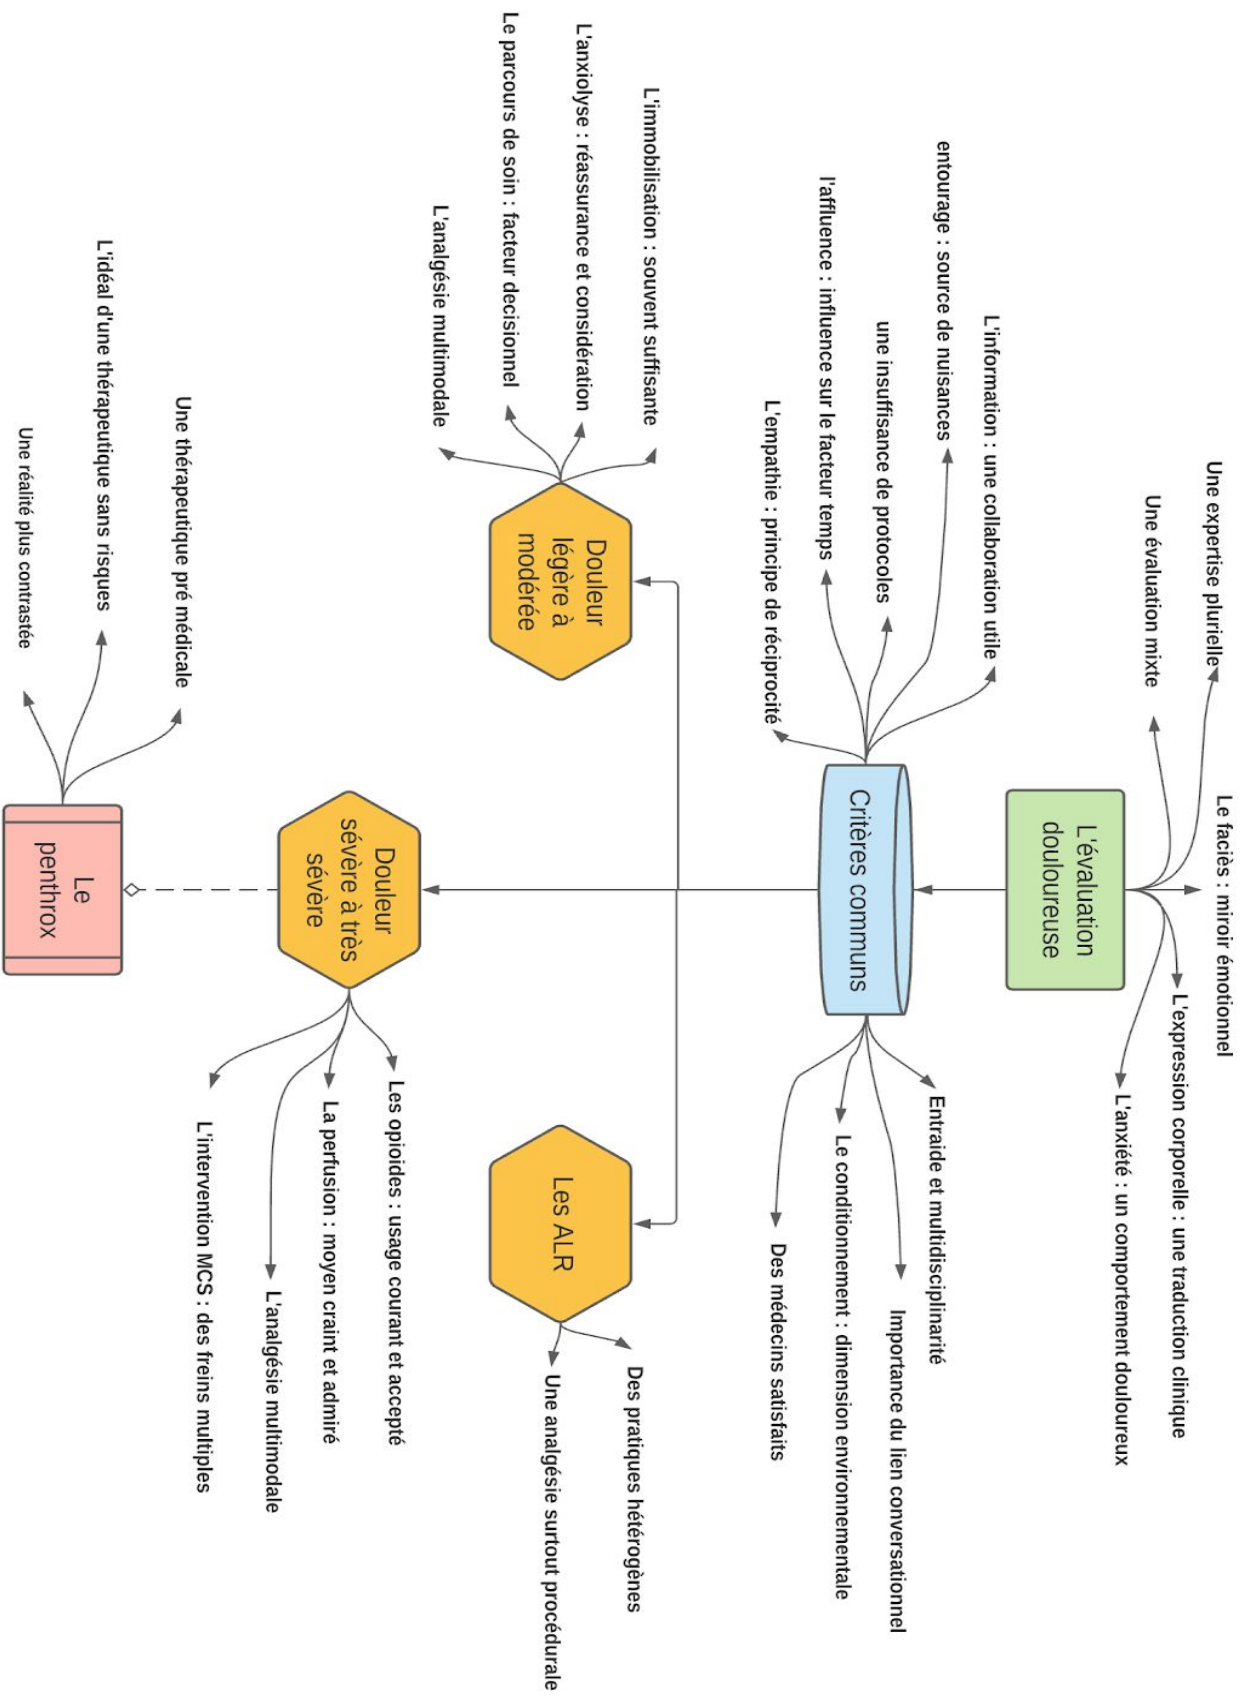 Le faciès : miroir émotionnel
Une expertise plurielle
Une évaluation mixte
L'expression corporelle : une traduction clinique
L'anxiété : un comportement douloureux
L'évaluation
douloureuse
L'information : une collaboration utile
entourage : source de nuisances
une insuffisance de protocoles
l'affluence : influence sur le facteur temps
L'empathie : principe de réciprocité
Critères communs
Entraide et multidisciplinarité
Importance du lien conversationnel
Le conditionnement : dimension environnementale
Des médecins satisfaits
L'immobilisation : souvent suffisante
L'anxiolyse : réassurance et considération
Le parcours de soin : facteur decisionnel
L'analgésie multimodale
Douleur
légère à
modérée
Les ALR
Des pratiques hétérogènes
Une analgésie surtout procédurale
Douleur
sévère à très
sévère
Les opioides : usage courant et accepté
La perfusion : moyen craint et admiré
L'analgésie multimodale
L'intervention MCS : des freins multiples
Une thérapeutique pré médicale
L'idéal d'une thérapeutique sans risques
Une réalité plus contrastée
Le
penthrox